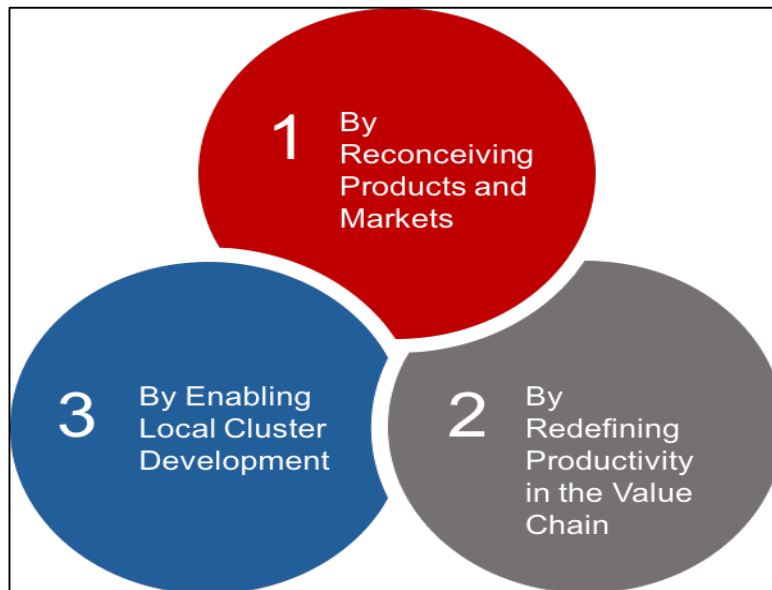 1
By
Reconceiving
Products and
Markets
2
By
Redefining
Productivity
in the Value
Chain
3
By Enabling
Local Cluster
Development